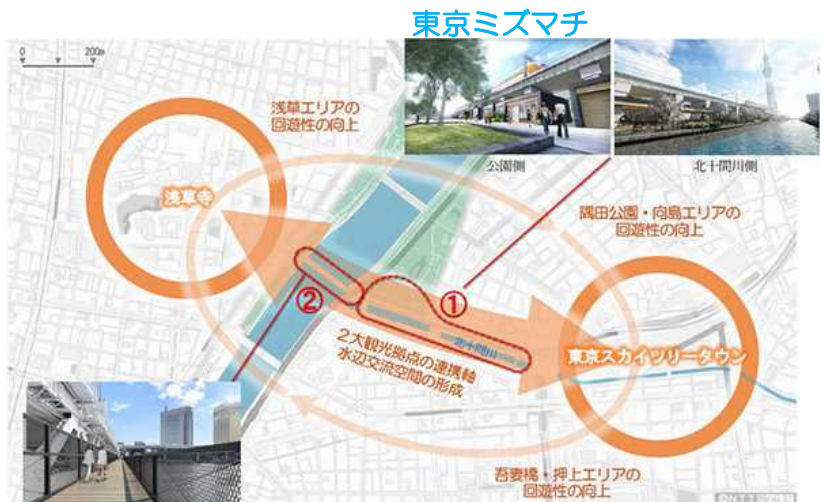 東京ミズマチ
0 200m
浅草エリアの
回遊性の向上
公園側
北十間川側
浅草寺
隅田公園・向島エリアの
回遊性の向上
①
②
北十間川
2大観光拠点の連携軸
水辺交流空間の形成
東京スカイツリータウン
吾妻橋・押上エリアの
回遊性の向上